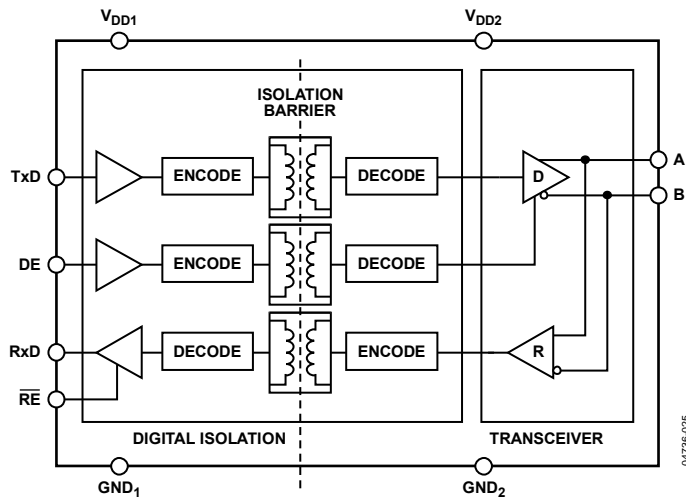 VDD1 VDD2
ISOLATION
BARRIER
TxD ENCODE DECODE D A
B
DE ENCODE DECODE
RxD DECODE ENCODE R
RE
DIGITAL ISOLATION TRANSCEIVER
GND1 GND2
04736-025